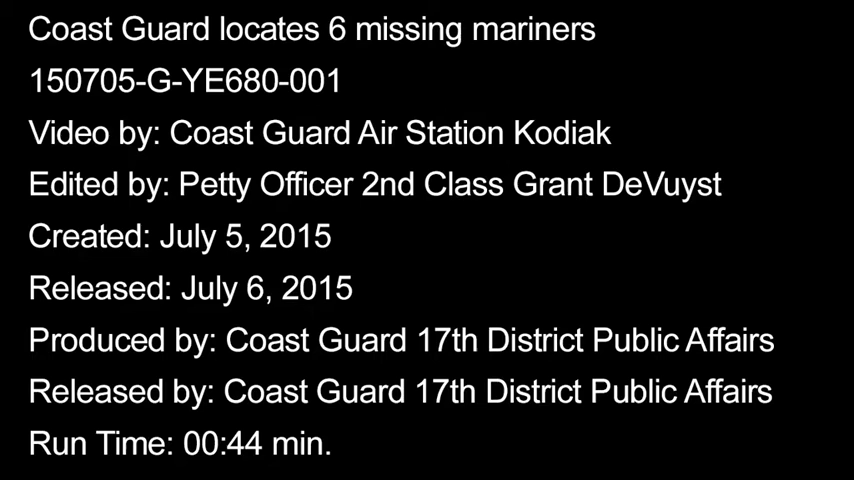 Coast Guard locates 6 missing mariners
150705-G-YE680-001
Video by: Coast Guard Air Station Kodiak
Edited by: Petty Officer 2nd Class Grant DeVuyst
Created: July 5, 2015
Released: July 6, 2015
Produced by: Coast Guard 17th District Public Affairs
Released by: Coast Guard 17th District Public Affairs
Run Time: 00:44 min.